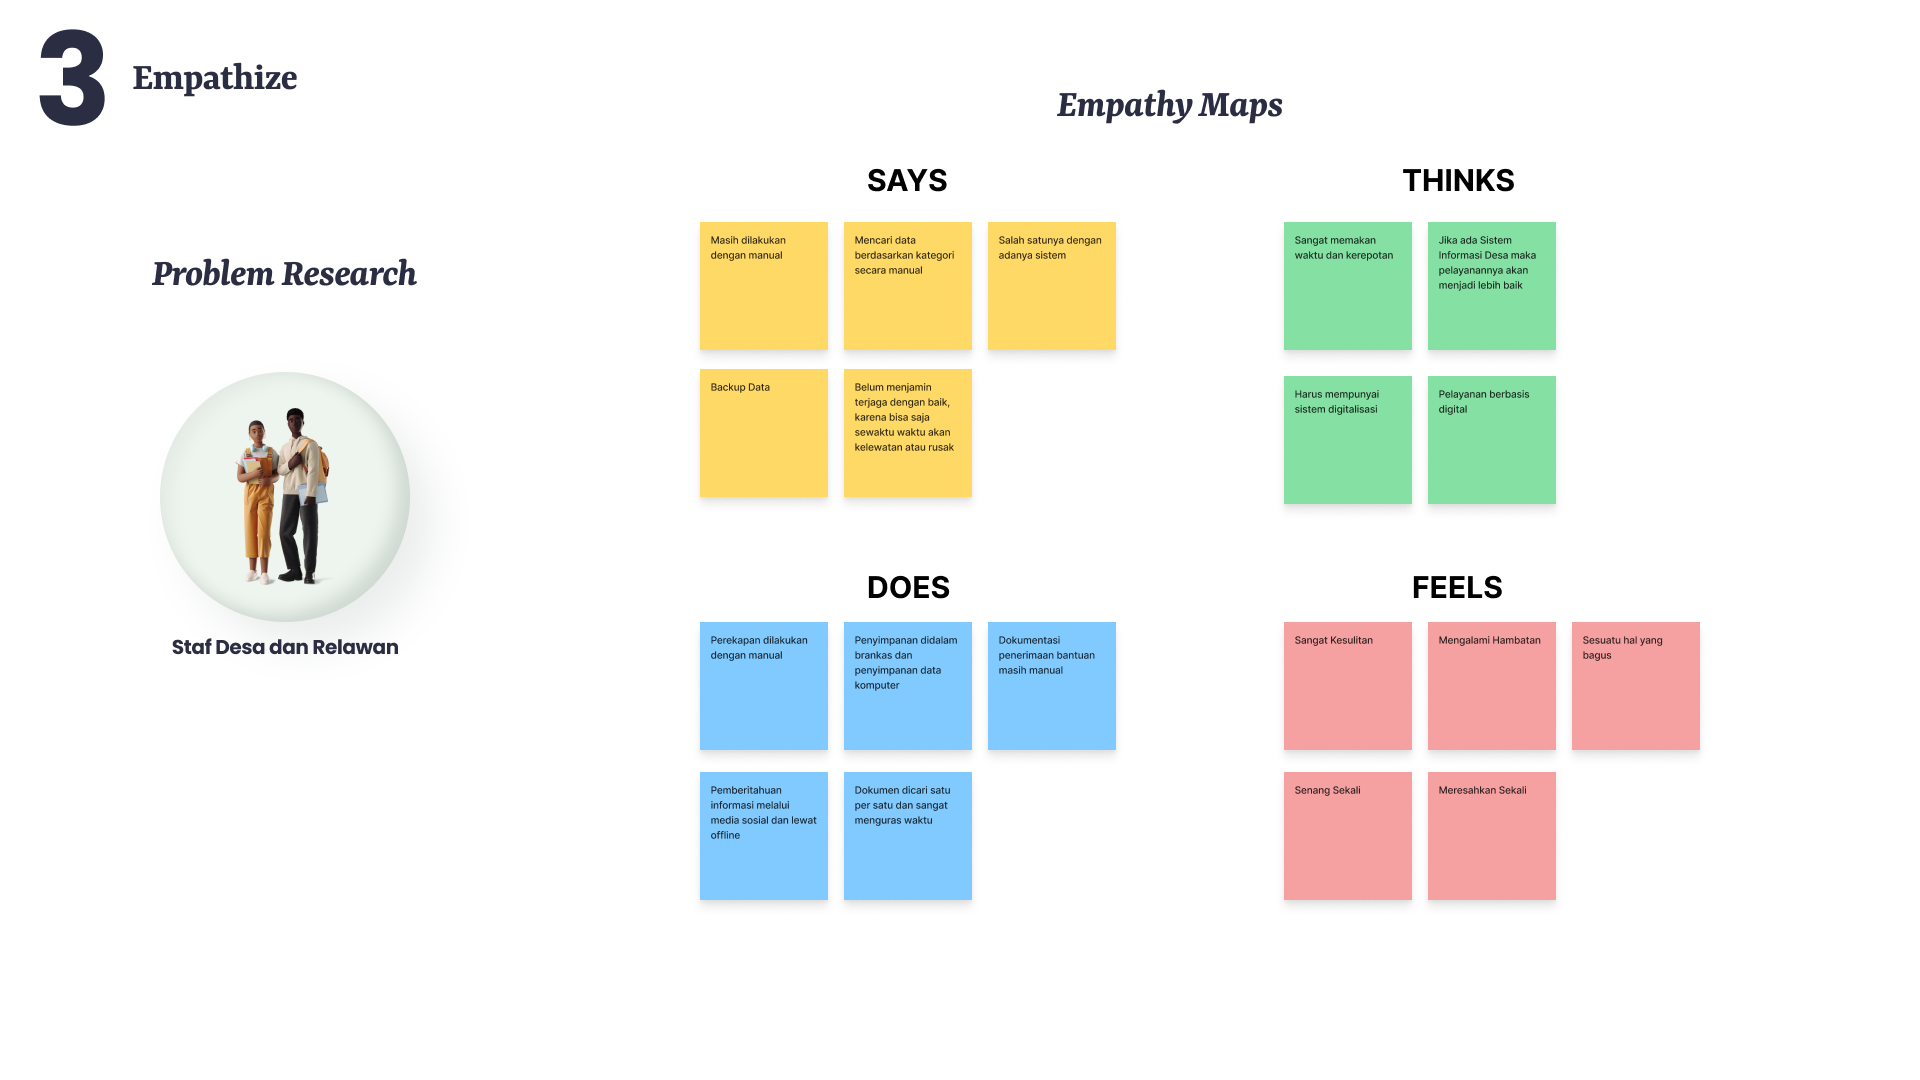 3
Empathize
Problem Research
Staf Desa dan Relawan
Empathy Maps
SAYS
Masih dilakukan
dengan manual
Mencari data
berdasarkan kategori
secara manual
Salah satunya dengan
adanya sistem
Backup Data
Belum menjamin
terjaga dengan baik,
karena bisa saja
sewaktu waktu akan
kelewatan atau rusak
THINKS
Sangat memakan
waktu dan kerepotan
Jika ada Sistem
Informasi Desa maka
pelayanannya akan
menjadi lebih baik
Harus mempunyai
sistem digitalisasi
Pelayanan berbasis
digital
DOES
Perekapan dilakukan
dengan manual
Penyimpanan didalam
brankas dan
penyimpanan data
komputer
Dokumentasi
penerimaan bantuan
masih manual
Pemberitahuan
informasi melalui
media sosial dan lewat
offline
Dokumen dicari satu
per satu dan sangat
menguras waktu
FEELS
Sangat Kesulitan
Mengalami Hambatan
Sesuatu hal yang
bagus
Senang Sekali
Meresahkan Sekali